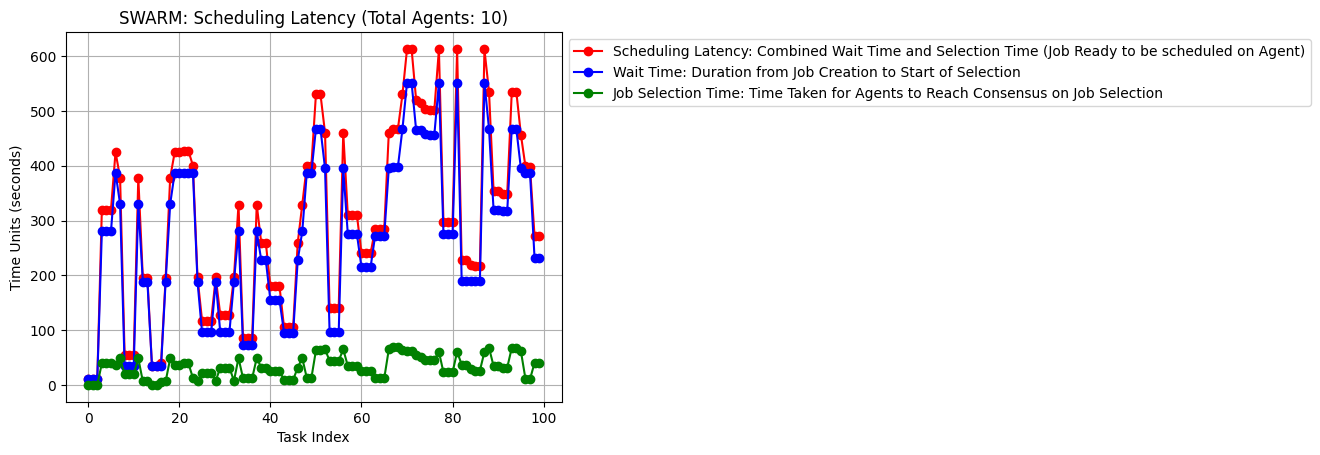 SWARM: Scheduling Latency (Total Agents: 10)
Scheduling Latency: Combined Wait Time and Selection Time (Job Ready to be scheduled on Agent)
Wait Time: Duration from Job Creation to Start of Selection
Job Selection Time: Time Taken for Agents to Reach Consensus on Job Selection
Time Units (seconds)
600
500
400
300
200
100
0
0 20 40 60 80 100
Task Index